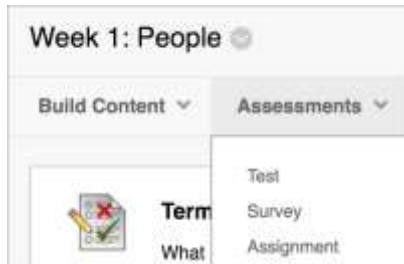 Week 1: People
Build Content Assessments
Test
Term
Survey
What
Assignment